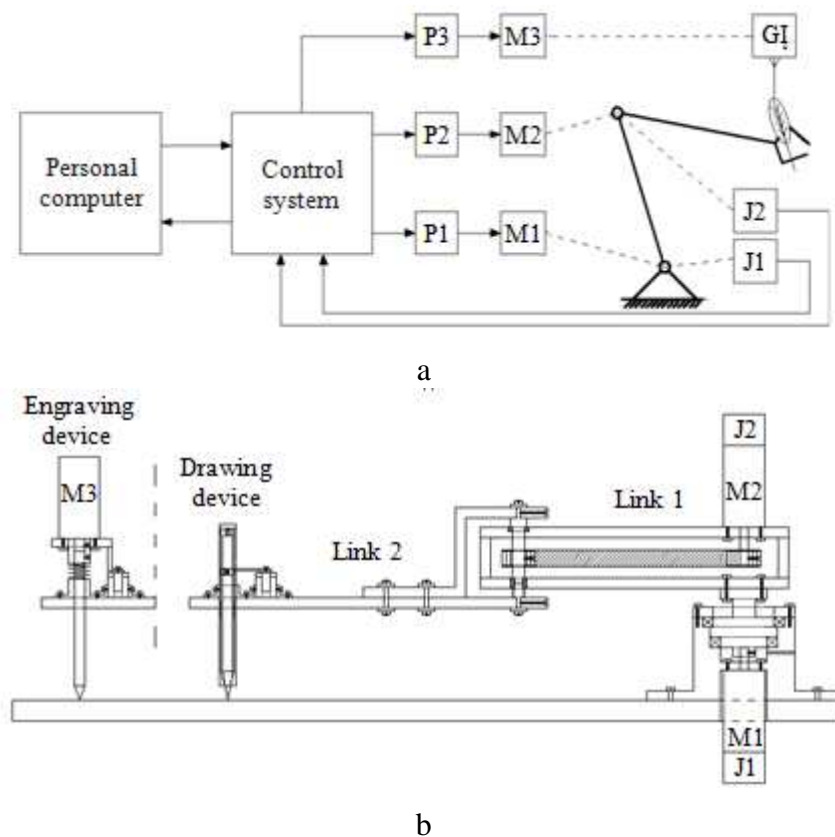 P3
M3
GỊ
Personal
computer
Control
system
P2
M2
P1
M1
J2
J1
a
Engraving
device
M3
Drawing
device
Link 2
Link 1
J2
M2
M1
J1
b